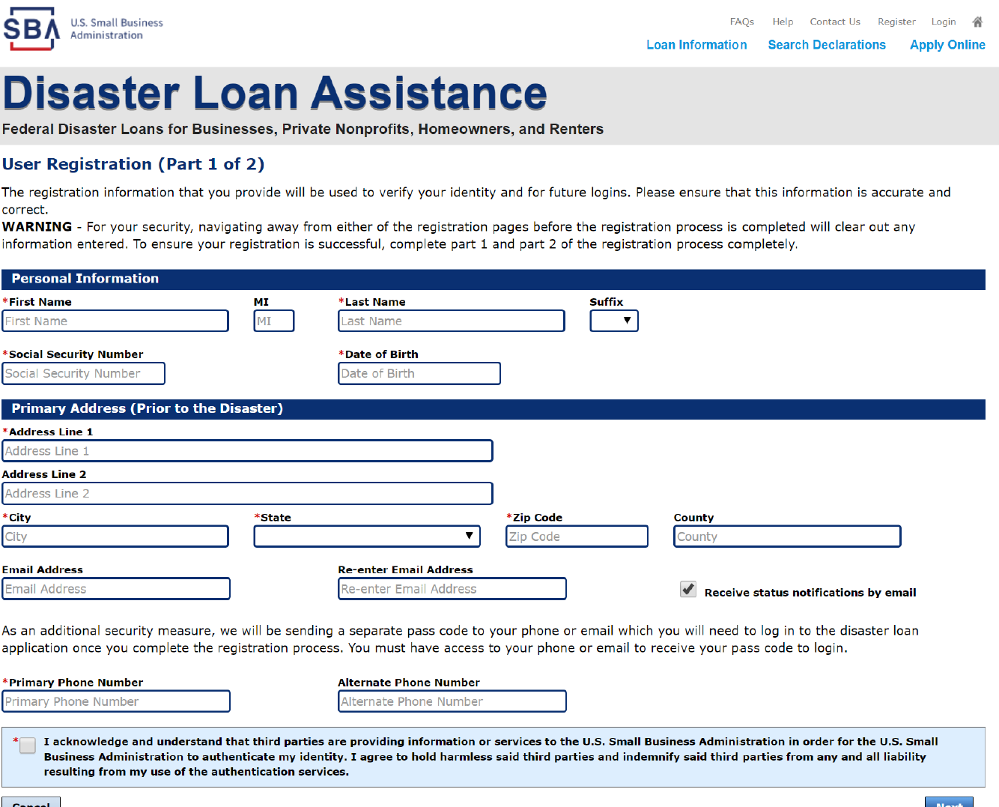 SBA U.S. Small Business
Administration
FAQs Help Contact Us Register Login
Loan Information Search Declarations Apply Online
Disaster Loan Assistance
Federal Disaster Loans for Businesses, Private Nonprofits, Homeowners, and Renters
User Registration (Part 1 of 2)
The registration information that you provide will be used to verify your identity and for future logins. Please ensure that this information is accurate and
correct.
WARNING - For your security, navigating away from either of the registration pages before the registration process is completed will clear out any
information entered. To ensure your registration is successful, complete part 1 and part 2 of the registration process completely.
Personal Information
*First Name MI *Last Name Suffix
First Name MI Last Name
*Social Security Number *Date of Birth
Social Security Number Date of Birth
Primary Address (Prior to the Disaster)
*Address Line 1
Address Line 1
Address Line 2
Address Line 2
*City *State *Zip Code County
City Zip Code County
Email Address Re-enter Email Address
Email Address Re-enter Email Address Receive status notifications by email
As an additional security measure, we will be sending a separate pass code to your phone or email which you will need to log in to the disaster loan
application once you complete the registration process. You must have access to your phone or email to receive your pass code to login.
*Primary Phone Number Alternate Phone Number
Primary Phone Number Alternate Phone Number
* I acknowledge and understand that third parties are providing information or services to the U.S. Small Business Administration in order for the U.S. Small
Business Administration to authenticate my identity. I agree to hold harmless said third parties and indemnify said third parties from any and all liability
resulting from my use of the authentication services.
Cancel Next